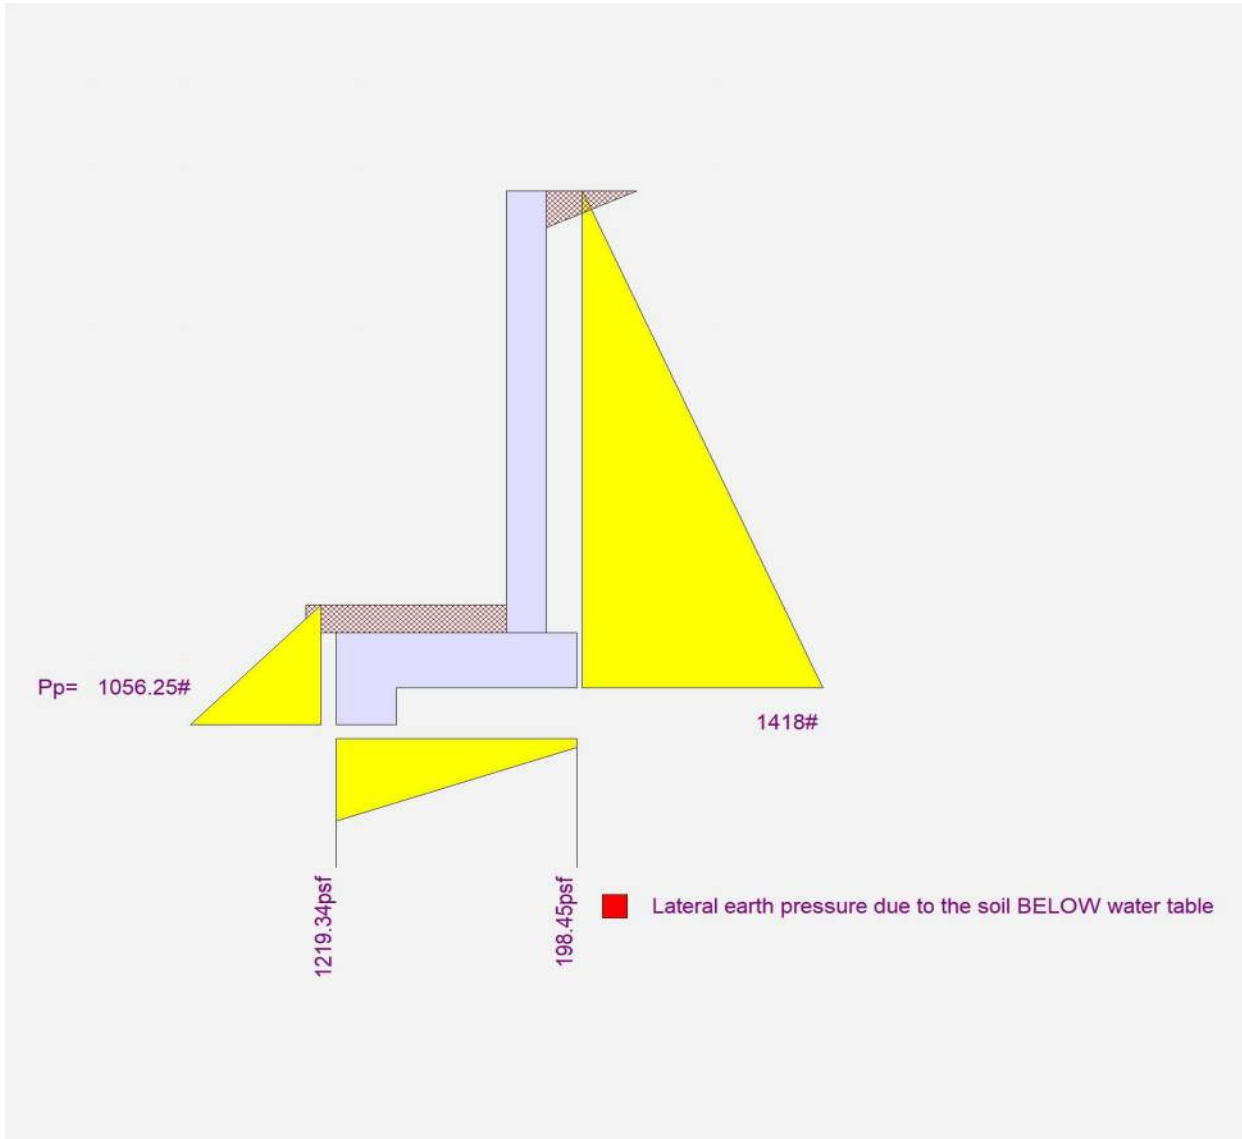 Pp= 1056.25#
1418#
1219.34psf
198.45psf
Lateral earth pressure due to the soil BELOW water table